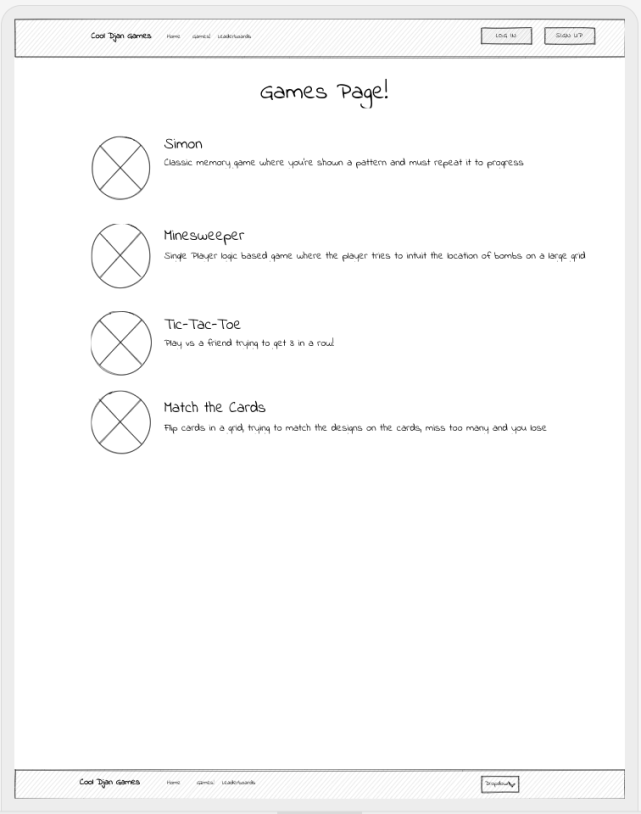 Cool Djan Games Home Games! Leaderboards LOG IN SIGN UP
Games Page!
Simon
Classic memory game where you're shown a pattern and must repeat it to progress
Minesweeper
Single Player logic based game where the player tries to intuit the location of bombs on a large grid
Tic-Tac-Toe
Play vs a friend trying to get 3 in a row!
Match the Cards
Flip cards in a grid, trying to match the designs on the cards, miss too many and you lose
Cool Djan Games Home Games! Leaderboards Dropdown